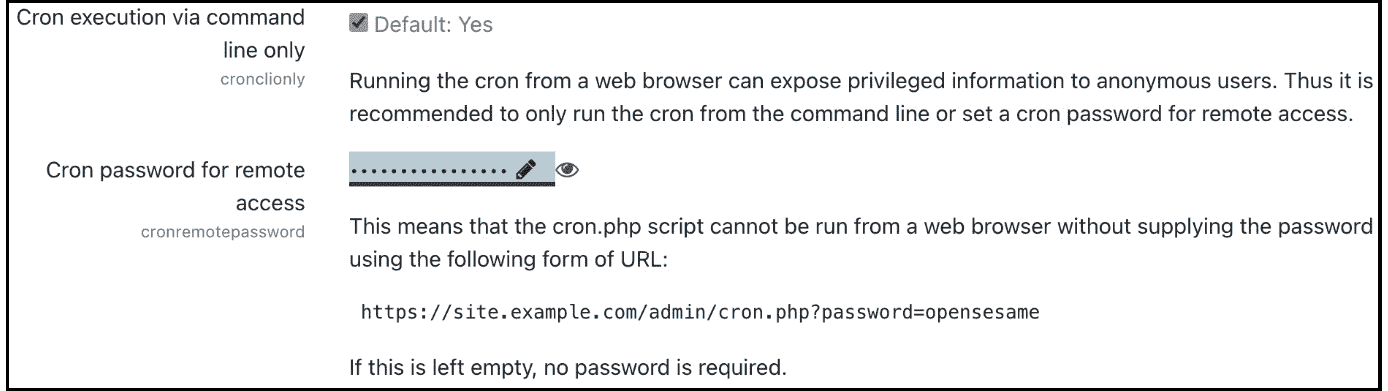 Cron execution via command
line only
cronclionly
Default: Yes
Running the cron from a web browser can expose privileged information to anonymous users. Thus it is
recommended to only run the cron from the command line or set a cron password for remote access.
Cron password for remote
access
cronremotepassword
................
This means that the cron.php script cannot be run from a web browser without supplying the password
using the following form of URL:
https://site.example.com/admin/cron.php?password=opensesame
If this is left empty, no password is required.